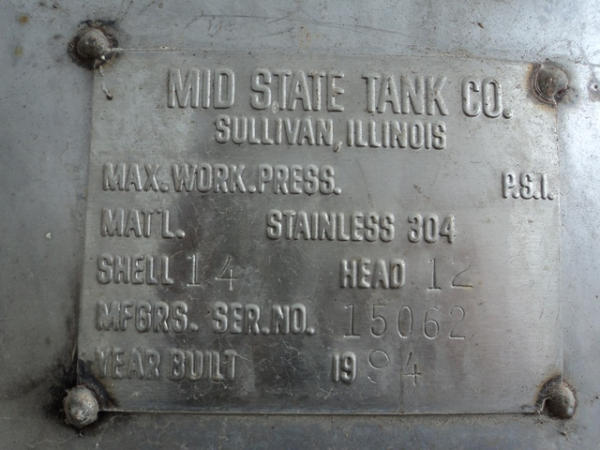 MID STATE TANK CO.
SULLIVAN, ILLINOIS
MAX. WORK. PRESS. P.S.I.
MAT'L. STAINLESS 304
SHELL 14 HEAD 12
MFGRS. SER. NO. 15062
YEAR BUILT 1994